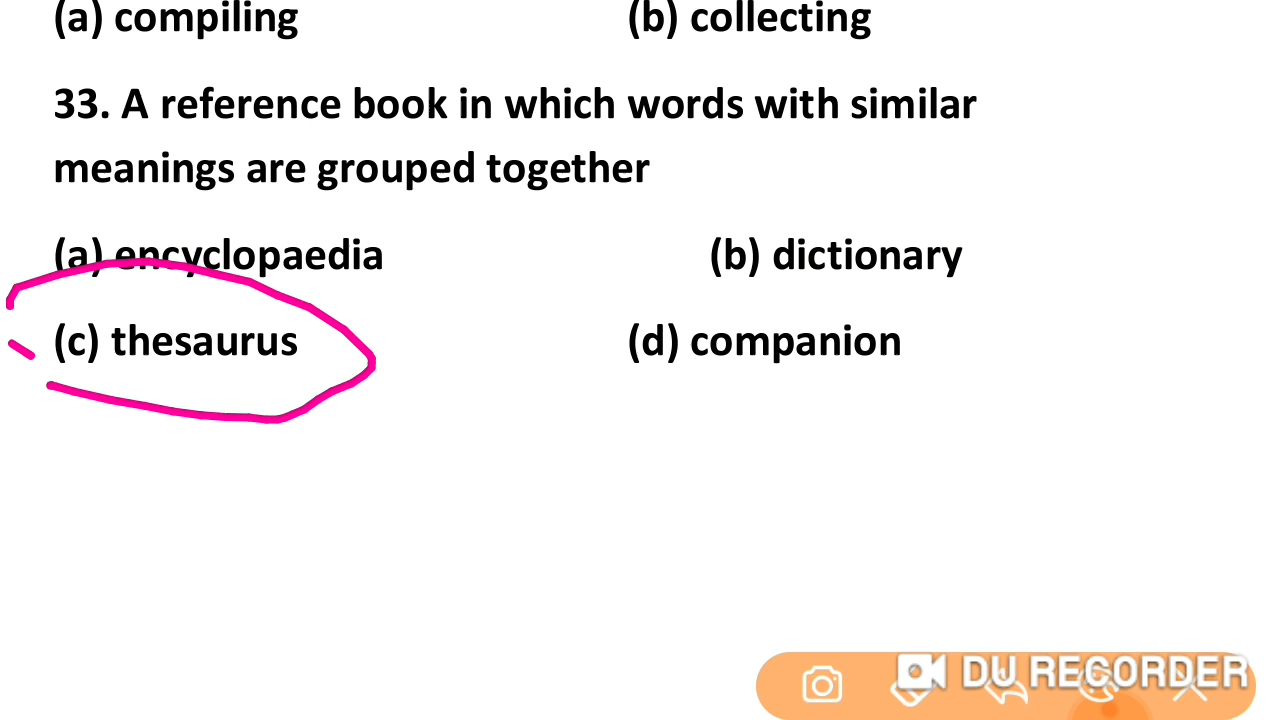 (a) compiling (b) collecting
33. A reference book in which words with similar
meanings are grouped together
(a) encyclopaedia (b) dictionary
(c) thesaurus (d) companion
DU RECORDER